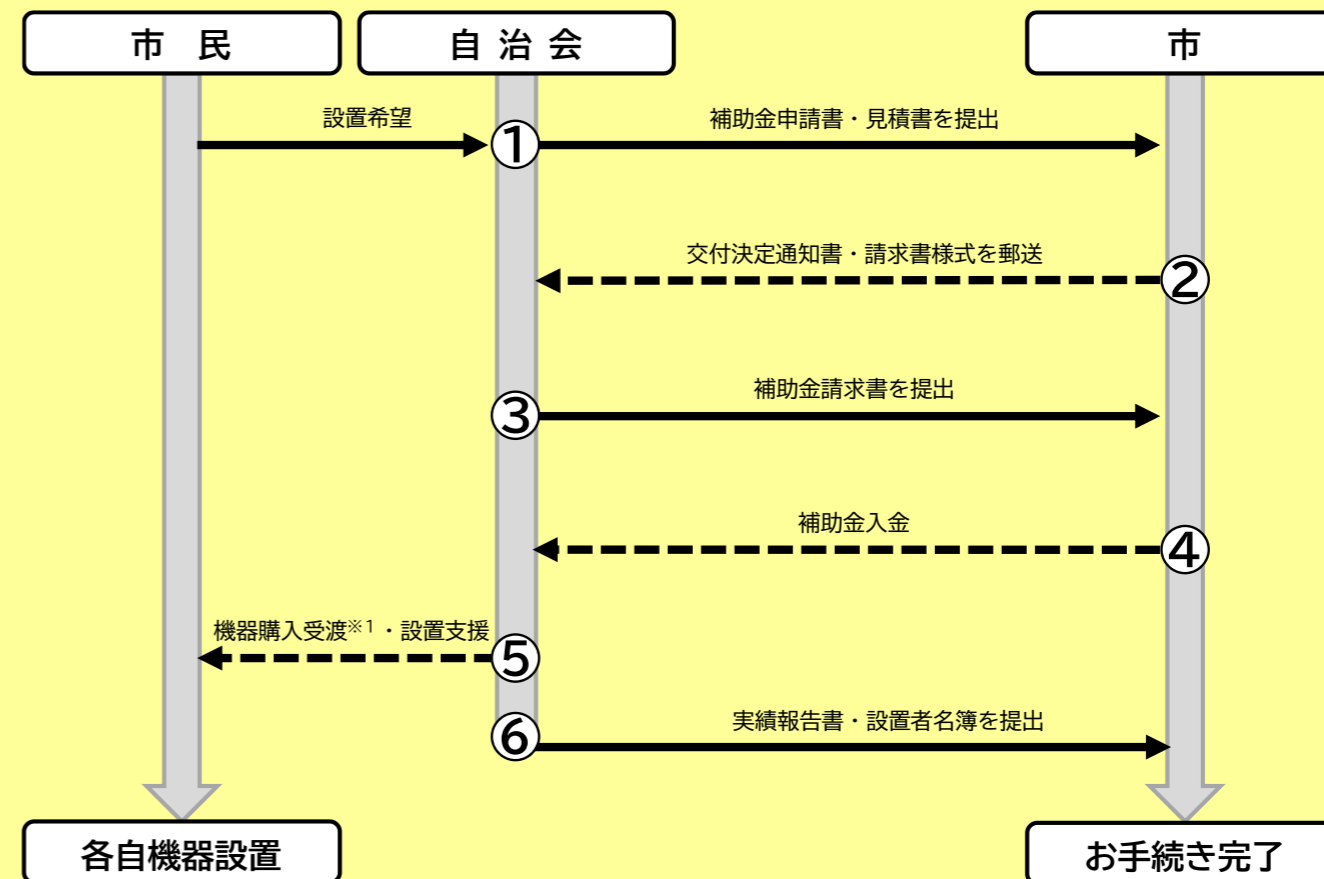 市 民
自 治 会
市
設置希望
①
補助金申請書・見積書を提出
交付決定通知書・請求書様式を郵送
②
補助金請求書を提出
③
補助金入金
④
機器購入受渡※1・設置支援
⑤
実績報告書・設置者名簿を提出
⑥
各自機器設置
お手続き完了